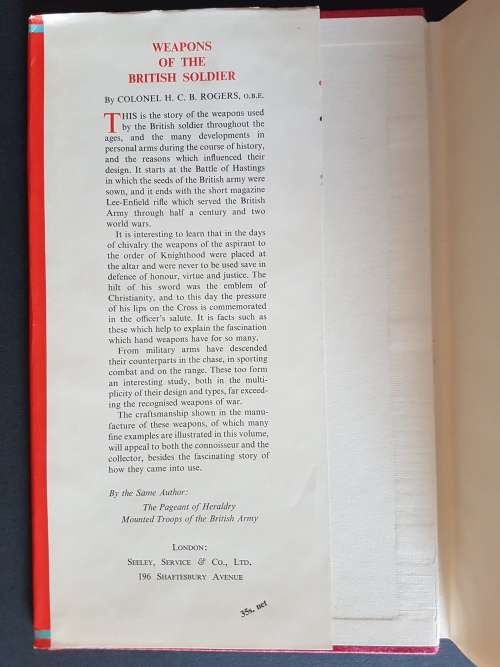 WEAPONS
OF THE
BRITISH SOLDIER
By COLONEL H. C. B. ROGERS, O.B.E.
THIS is the story of the weapons used
by the British soldier throughout the
ages, and the many developments in
personal arms during the course of history,
and the reasons which influenced their
design. It starts at the Battle of Hastings
in which the seeds of the British army were
sown, and it ends with the short magazine
Lee-Enfield rifle which served the British
Army through half a century and two
world wars.
It is interesting to learn that in the days
of chivalry the weapons of the aspirant to
the order of Knighthood were placed at
the altar and were never to be used save in
defence of honour, virtue and justice. The
hilt of his sword was the emblem of
Christianity, and to this day the pressure
of his lips on the Cross is commemorated
in the officer's salute. It is facts such as
these which help to explain the fascination
which hand weapons have for so many.
From military arms have descended
their counterparts in the chase, in sporting
combat and on the range. These too form
an interesting study, both in the multi-
plicity of their design and types, far exceed-
ing the recognised weapons of war.
The craftsmanship shown in the manu-
facture of these weapons, of which many
fine examples are illustrated in this volume,
will appeal to both the connoisseur and the
collector, besides the fascinating story of
how they came into use.
By the Same Author:
The Pageant of Heraldry
Mounted Troops of the British Army
LONDON:
SEELEY, SERVICE & CO., LTD.
196 SHAFTESBURY AVENUE
35s. net